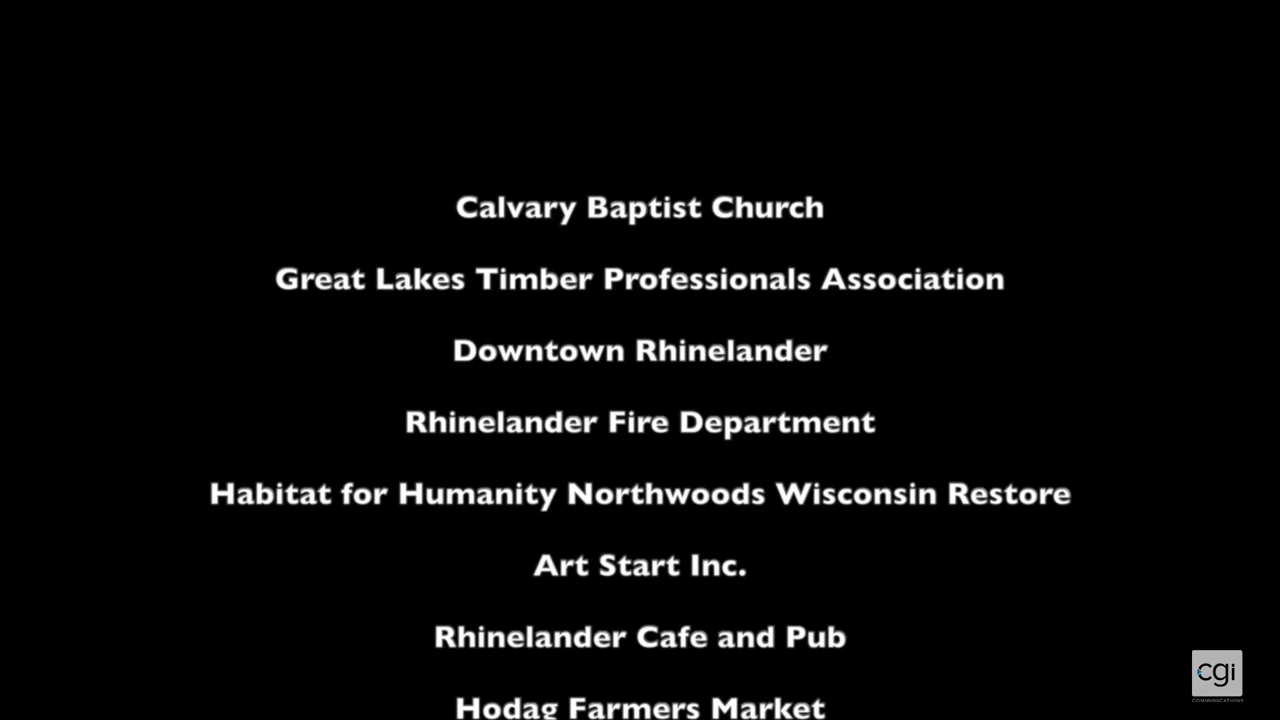 Calvary Baptist Church
Great Lakes Timber Professionals Association
Downtown Rhinelander
Rhinelander Fire Department
Habitat for Humanity Northwoods Wisconsin Restore
Art Start Inc.
Rhinelander Cafe and Pub
Hodag Farmers Market
cgi
COMMUNICATIONS